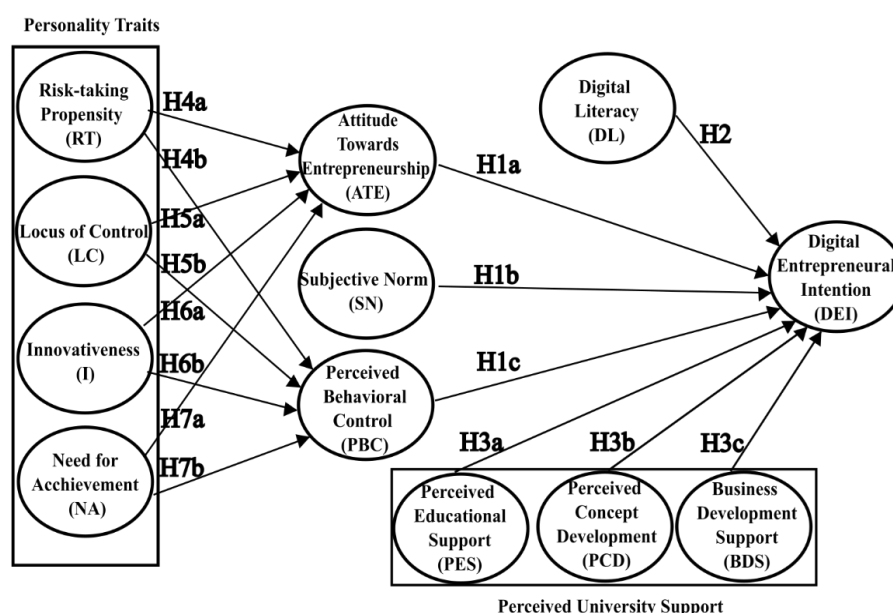 Personality Traits
Risk-taking
Propensity
(RT)
Locus of Control
(LC)
Innovativeness
(I)
Need for
Acchievement
(NA)
H4a
H4b
H5a
H5b
H6a
H6b
H7a
H7b
Attitude
Towards
Entrepreneurship
(ATE)
Subjective Norm
(SN)
Perceived
Behavioral
Control
(PBC)
Digital
Literacy
(DL)
H2
H1a
H1b
H1c
H3a
H3b
H3c
Digital
Entrepreneural
Intention
(DEI)
Perceived
Educational
Support
(PES)
Perceived
Concept
Development
(PCD)
Business
Development
Support
(BDS)
Perceived University Support